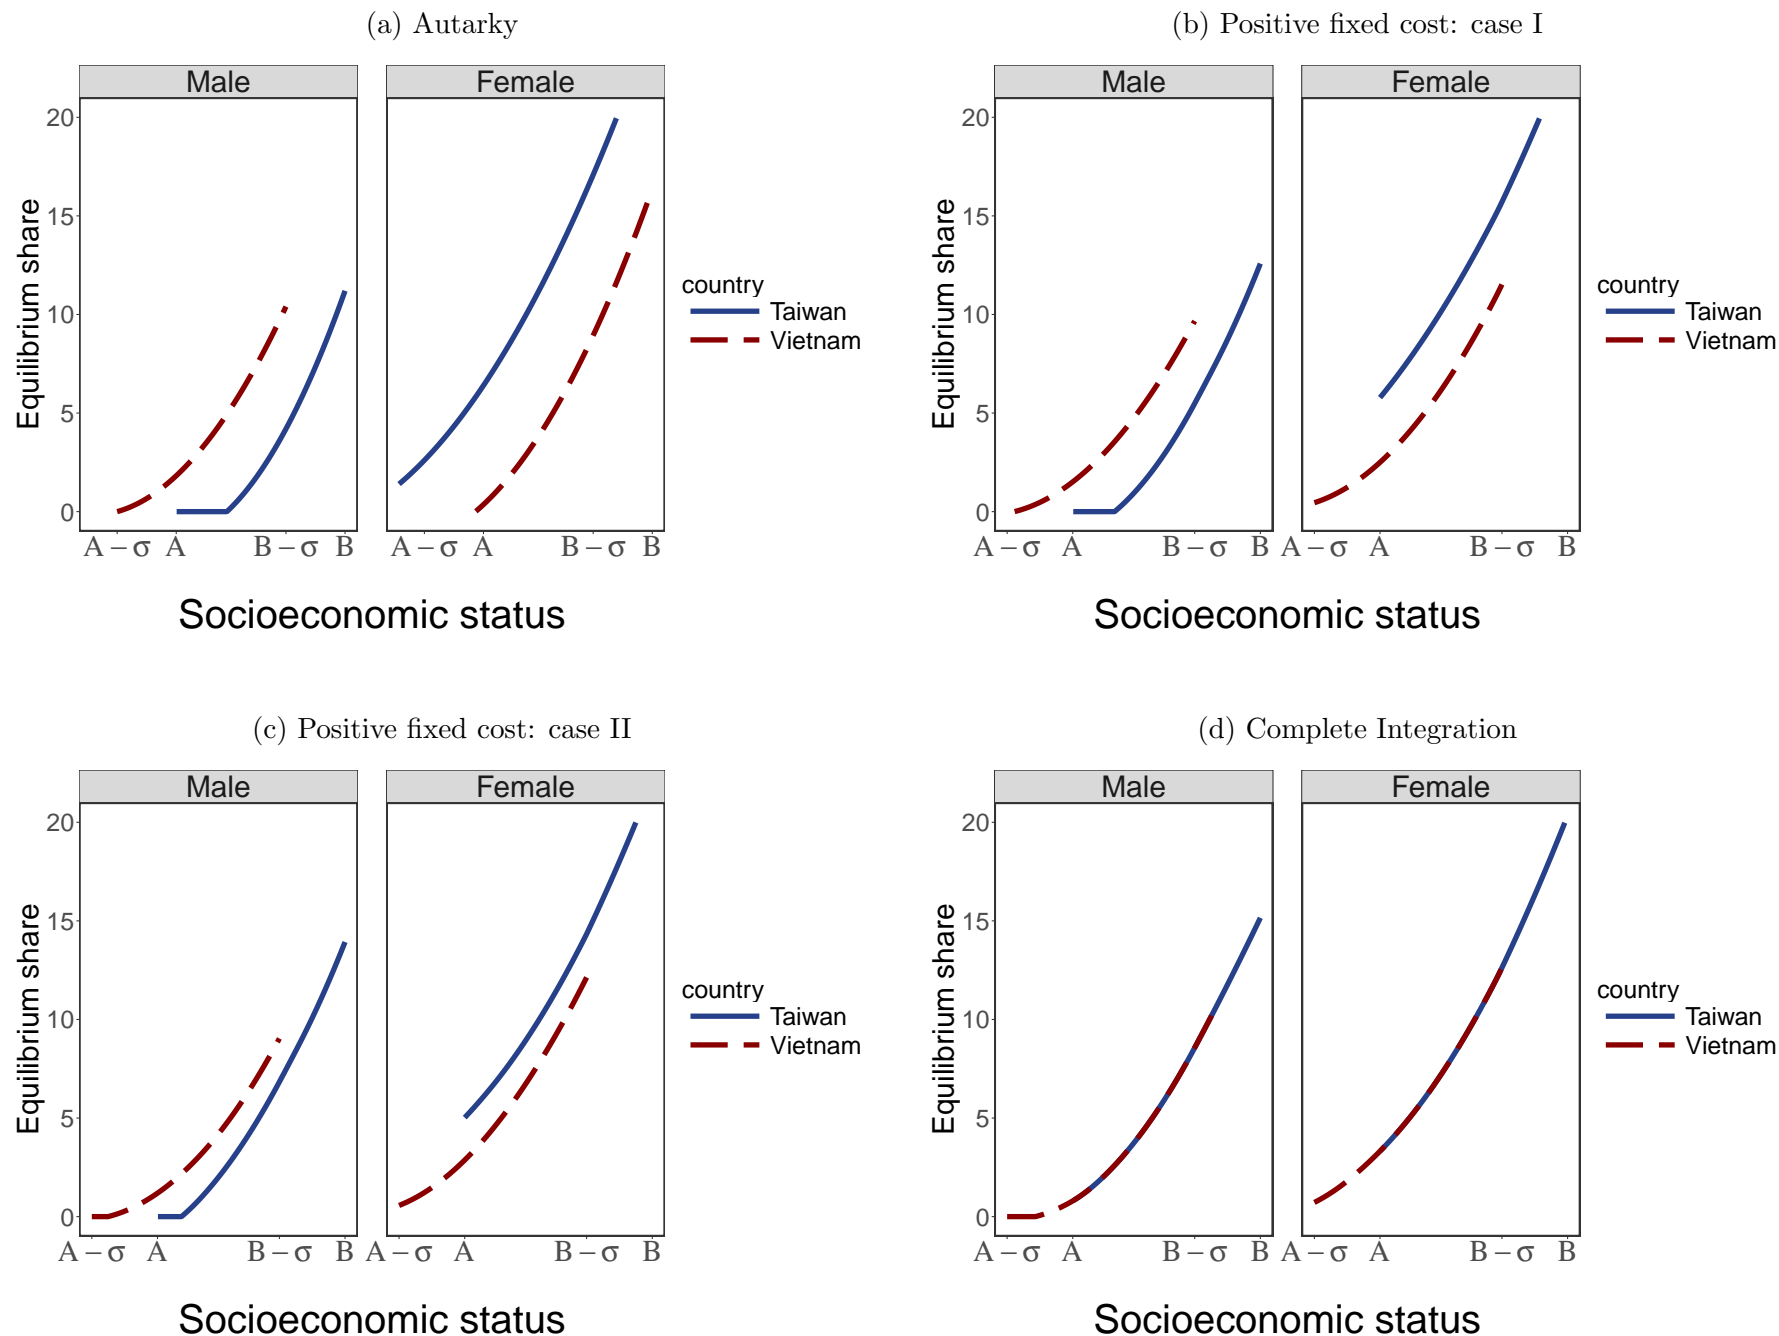 (a) Autarky
Male Female
Equilibrium share
20
15
10
5
0
A − σ A B − σ B A − σ A B − σ B
Socioeconomic status
country
Taiwan
Vietnam
(b) Positive fixed cost: case I
Male Female
Equilibrium share
20
15
10
5
0
A − σ A B − σ B A − σ A B − σ B
Socioeconomic status
country
Taiwan
Vietnam
(c) Positive fixed cost: case II
Male Female
Equilibrium share
20
15
10
5
0
A − σ A B − σ B A − σ A B − σ B
Socioeconomic status
country
Taiwan
Vietnam
(d) Complete Integration
Male Female
Equilibrium share
20
15
10
5
0
A − σ A B − σ B A − σ A B − σ B
Socioeconomic status
country
Taiwan
Vietnam